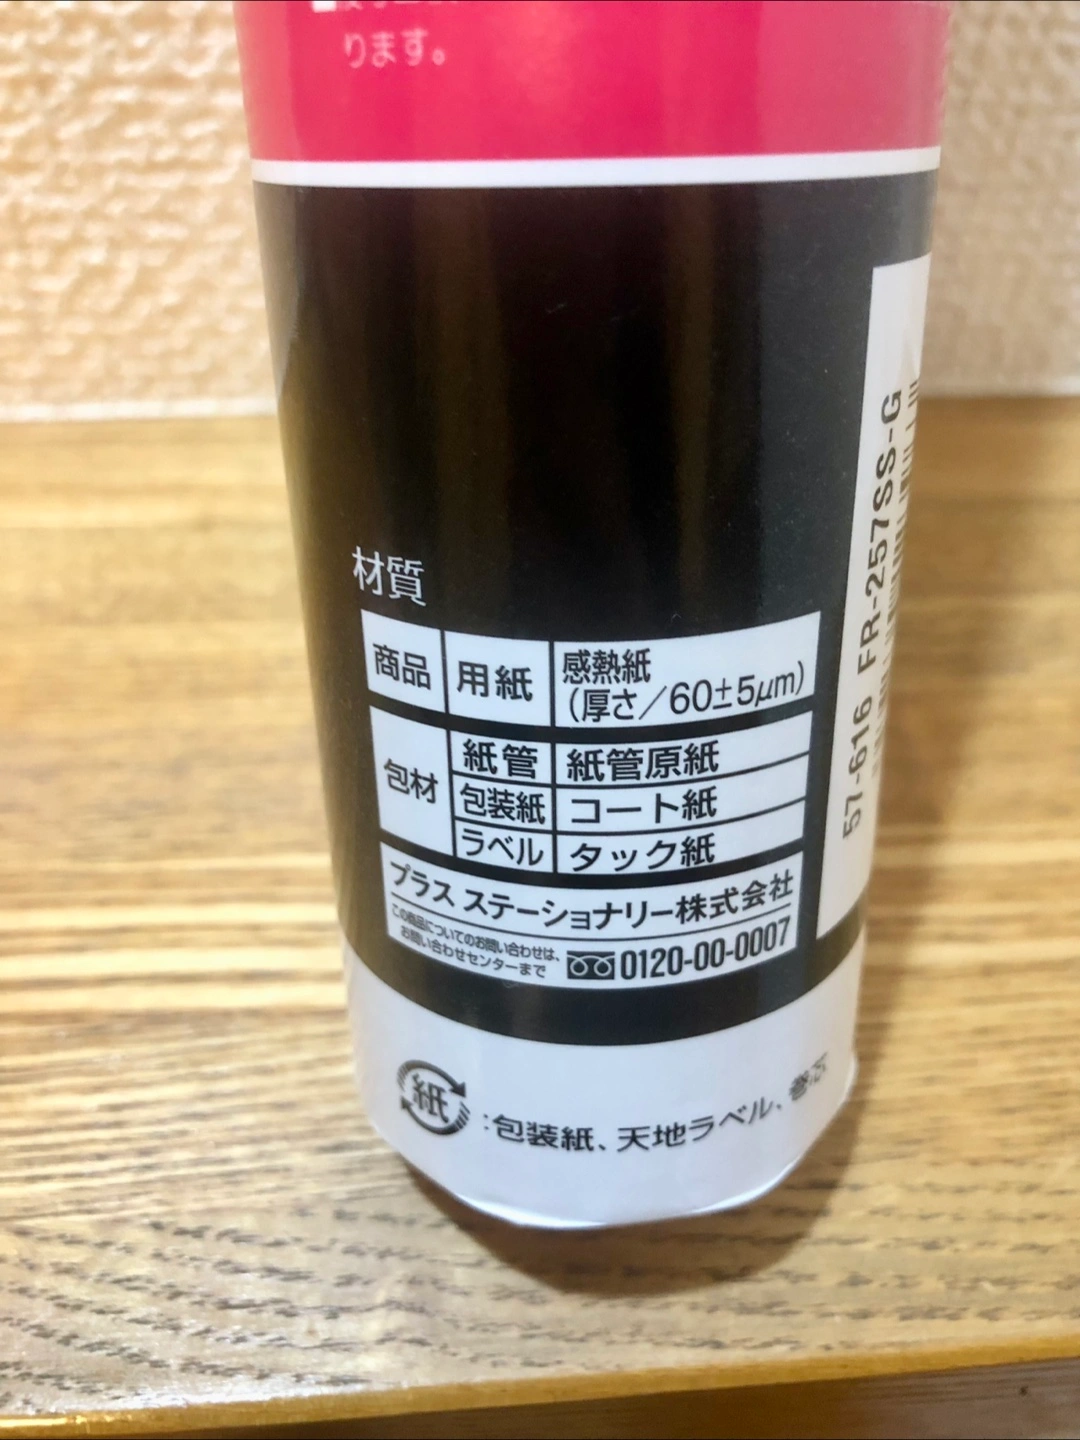 ります。
材質
商品 用紙 感熱紙
(厚さ／60±5μm)
包材 紙管 紙管原紙
包装紙 コート紙
ラベル タック紙
プラス ステーショナリー株式会社
この商品についてのお問い合わせは、
お問い合わせセンターまで 0120-00-0007
紙:包装紙、天地ラベル、巻芯
57-616 FR-257SS-G